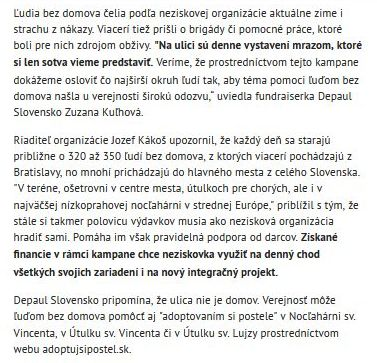 Ľudia bez domova čelia podľa neziskovej organizácie aktuálne zime i
strachu z nákazy. Viacerí tiež prišli o brigády či pomocné práce, ktoré
boli pre nich zdrojom obživy. "Na ulici sú denne vystavení mrazom, ktoré
si len sotva vieme predstaviť. Veríme, že prostredníctvom tejto kampane
dokážeme osloviť čo najširší okruh ľudí tak, aby téma pomoci ľuďom bez
domova našla u verejnosti širokú odozvu," uviedla fundraiserka Depaul
Slovensko Zuzana Kuľhová.
Riaditeľ organizácie Jozef Kákoš upozornil, že každý deň sa starajú
približne o 320 až 350 ľudí bez domova, z ktorých viacerí pochádzajú z
Bratislavy, no mnohí prichádzajú do hlavného mesta z celého Slovenska.
"V teréne, ošetrovni v centre mesta, útulkoch pre chorých, ale i v
najväčšej nízkoprahovej nocľahárni v strednej Európe," priblížil s tým, že
stále si takmer polovicu výdavkov musia ako nezisková organizácia
hradiť sami. Pomáha im však pravidelná podpora od darcov. Získané
financie v rámci kampane chce neziskovka využiť na denný chod
všetkých svojich zariadení i na nový integračný projekt.
Depaul Slovensko pripomína, že ulica nie je domov. Verejnosť môže
ľuďom bez domova pomôcť aj "adoptovaním si postele" v Nocľahárni sv.
Vincenta, v Útulku sv. Vincenta či v Útulku sv. Lujzy prostredníctvom
webu adoptujsipostel.sk.